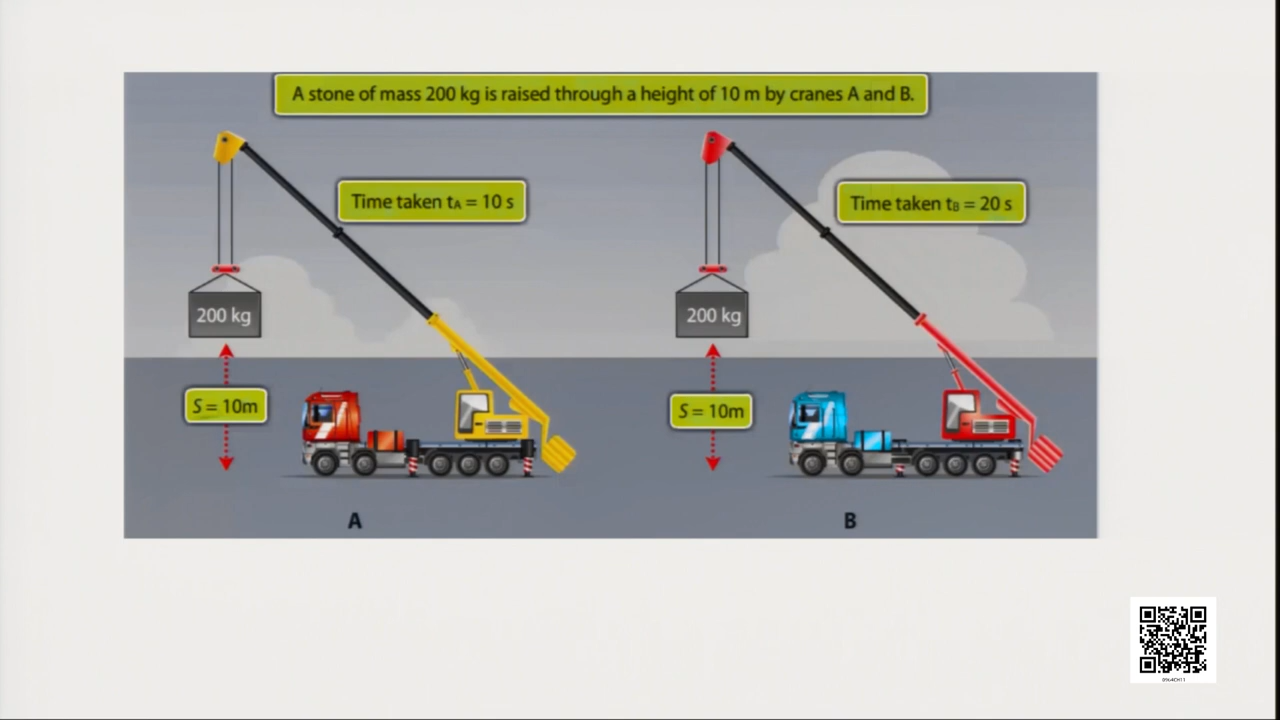 A stone of mass 200 kg is raised through a height of 10 m by cranes A and B.
Time taken tA = 10 s
Time taken tB = 20 s
200 kg
200 kg
S = 10m
S = 10m
A
B